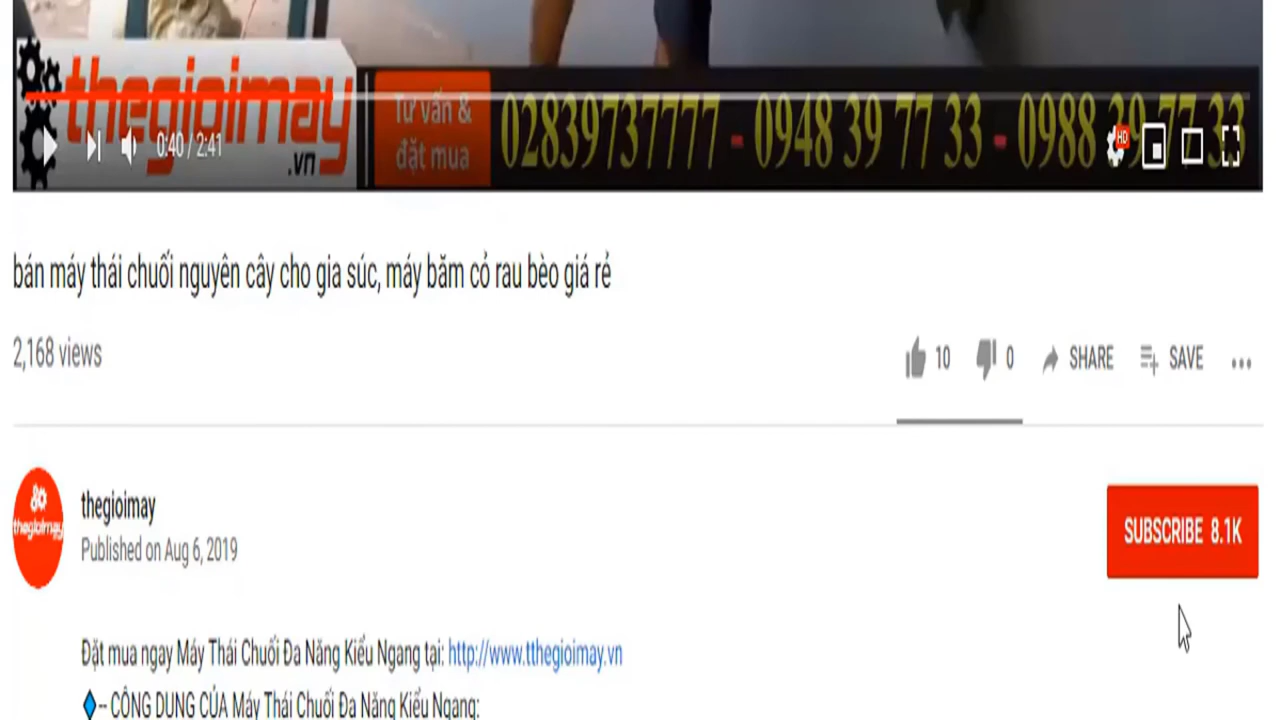 thegioimay
.vn
Tư vấn &
đặt mua
02839737777 - 0948 39 77 33 - 0988 39 77 33
HD
0:40 / 2:41
bán máy thái chuối nguyên cây cho gia súc, máy băm cỏ rau bèo giá rẻ
2,168 views
10 0 SHARE SAVE
thegioimay
thegioimay
Published on Aug 6, 2019
SUBSCRIBE 8.1K
Đặt mua ngay Máy Thái Chuối Đa Năng Kiểu Ngang tại: http://www.tthegioimay.vn
-- CÔNG DỤNG CỦA Máy Thái Chuối Đa Năng Kiểu Ngang: